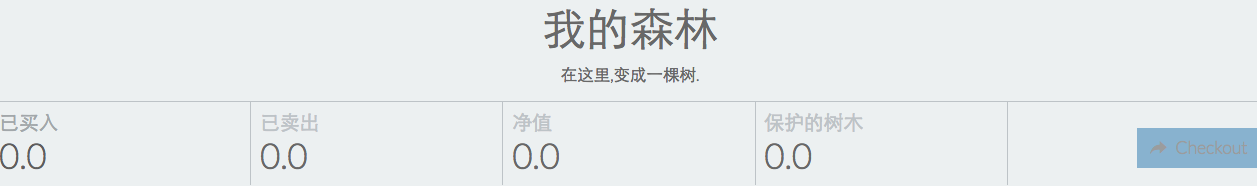 我的森林
在这里,变成一棵树.
已买入 已卖出 净值 保护的树木
0.0 0.0 0.0 0.0 Checkout